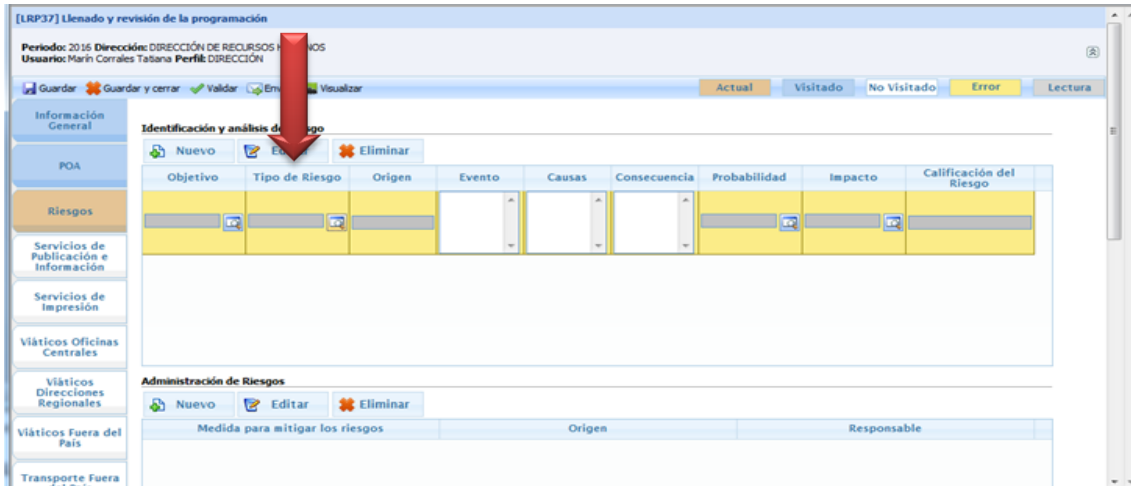 [LRP37] Llenado y revisión de la programación
Periodo: 2016 Dirección: DIRECCIÓN DE RECURSOS NOS
Usuario: Marín Corrales Tatiana Perfil: DIRECCIÓN
Guardar Guardar y cerrar Validar Visualizar
Actual Visitado No Visitado Error Lectura
Información
General
POA
Riesgos
Servicios de
Publicación e
Información
Servicios de
Impresión
Viáticos Oficinas
Centrales
Viáticos
Direcciones
Regionales
Viáticos Fuera del
País
Transporte Fuera
Identificación y análisis
Nuevo Eliminar
Objetivo Tipo de Riesgo Origen Evento Causas Consecuencia Probabilidad Impacto Calificación del
Riesgo
Administración de Riesgos
Nuevo Editar Eliminar
Medida para mitigar los riesgos Origen Responsable